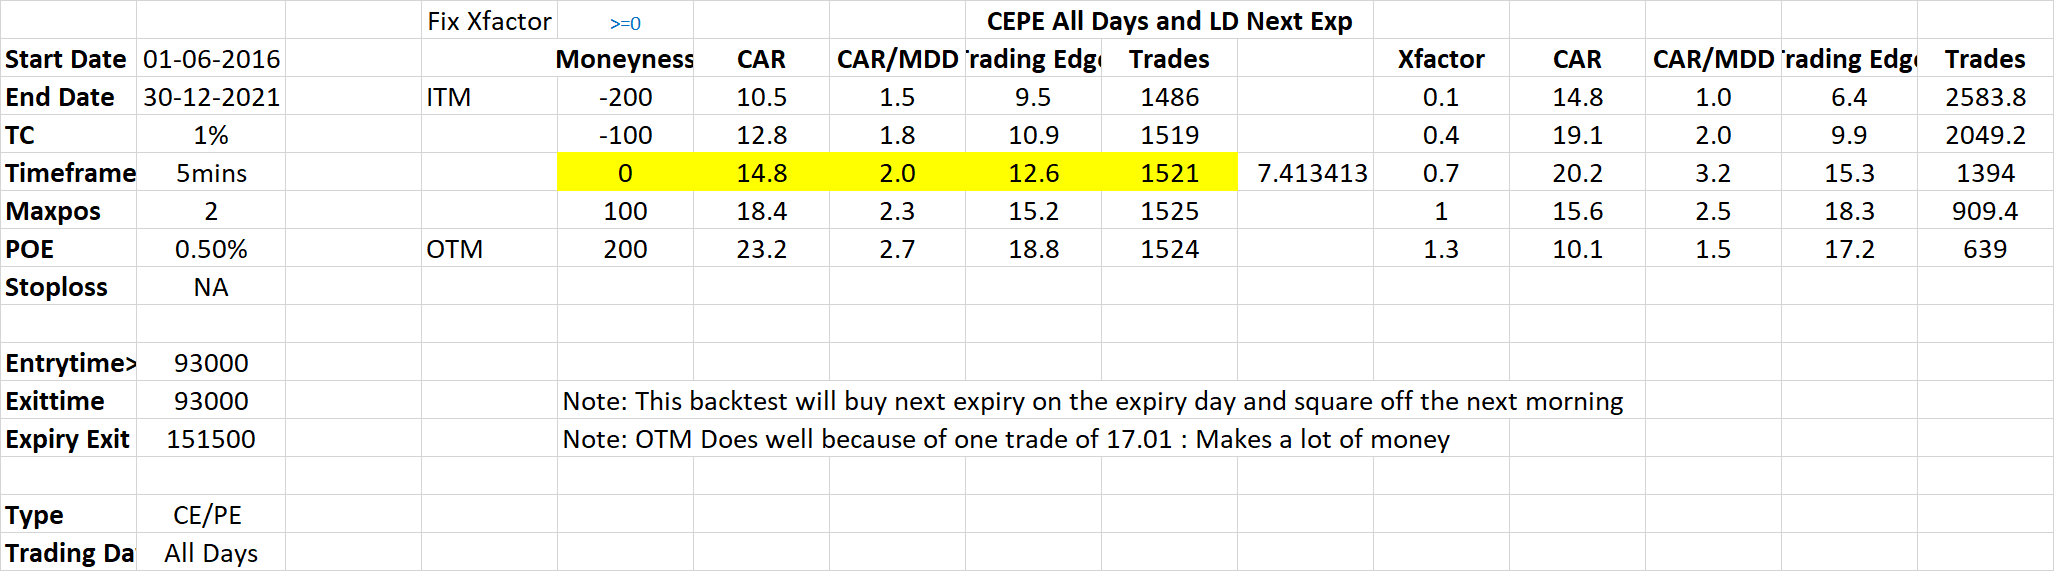 Fix Xfactor >=0 CEPE All Days and LD Next Exp
Start Date 01-06-2016 Moneyness CAR CAR/MDD Trading Edge Trades Xfactor CAR CAR/MDD Trading Edge Trades
End Date 30-12-2021 ITM -200 10.5 1.5 9.5 1486 0.1 14.8 1.0 6.4 2583.8
TC 1% -100 12.8 1.8 10.9 1519 0.4 19.1 2.0 9.9 2049.2
Timeframe 5mins 0 14.8 2.0 12.6 1521 7.413413 0.7 20.2 3.2 15.3 1394
Maxpos 2 100 18.4 2.3 15.2 1525 1 15.6 2.5 18.3 909.4
POE 0.50% OTM 200 23.2 2.7 18.8 1524 1.3 10.1 1.5 17.2 639
Stoploss NA
Entrytime> 93000
Exittime 93000 Note: This backtest will buy next expiry on the expiry day and square off the next morning
Expiry Exit 151500 Note: OTM Does well because of one trade of 17.01 : Makes a lot of money
Type CE/PE
Trading Da All Days